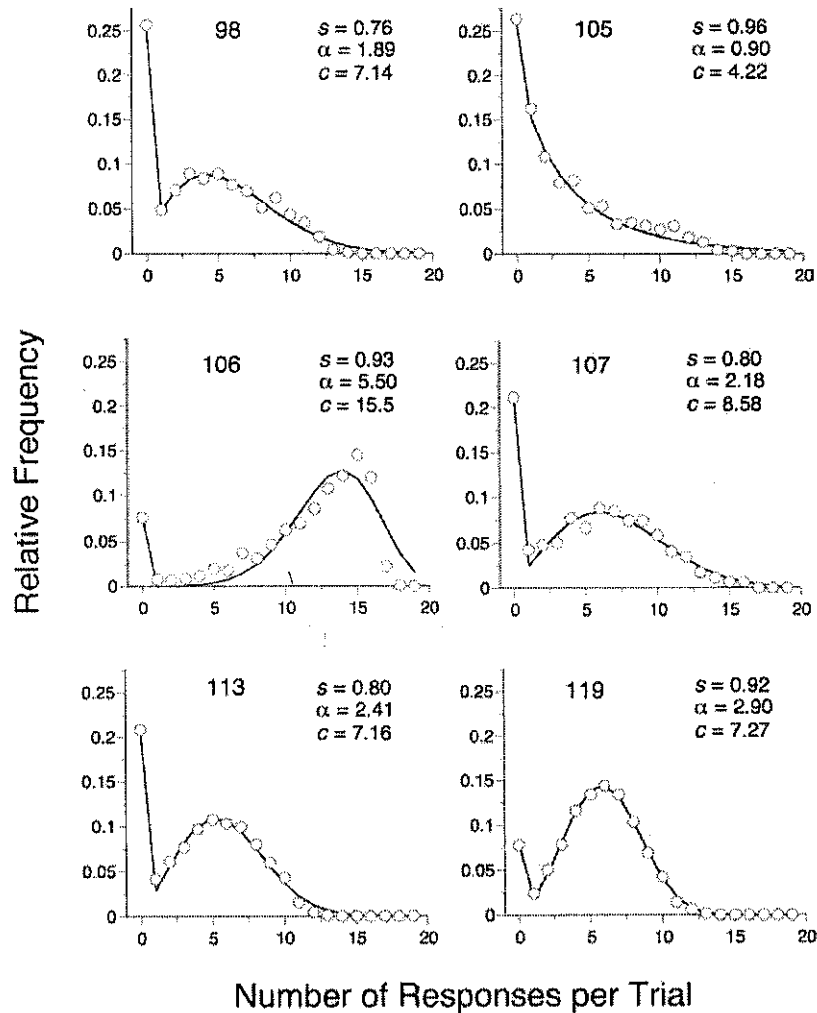 98
s = 0.76
α = 1.89
c = 7.14
0.25
0.2
0.15
0.1
0.05
0
0 5 10 15 20
105
s = 0.96
α = 0.90
c = 4.22
0.25
0.2
0.15
0.1
0.05
0
0 5 10 15 20
Relative Frequency
106
s = 0.93
α = 5.50
c = 15.5
0.25
0.2
0.15
0.1
0.05
0
0 5 10 15 20
107
s = 0.80
α = 2.18
c = 8.58
0.25
0.2
0.15
0.1
0.05
0
0 5 10 15 20
113
s = 0.80
α = 2.41
c = 7.16
0.25
0.2
0.15
0.1
0.05
0
0 5 10 15 20
119
s = 0.92
α = 2.90
c = 7.27
0.25
0.2
0.15
0.1
0.05
0
0 5 10 15 20
Number of Responses per Trial